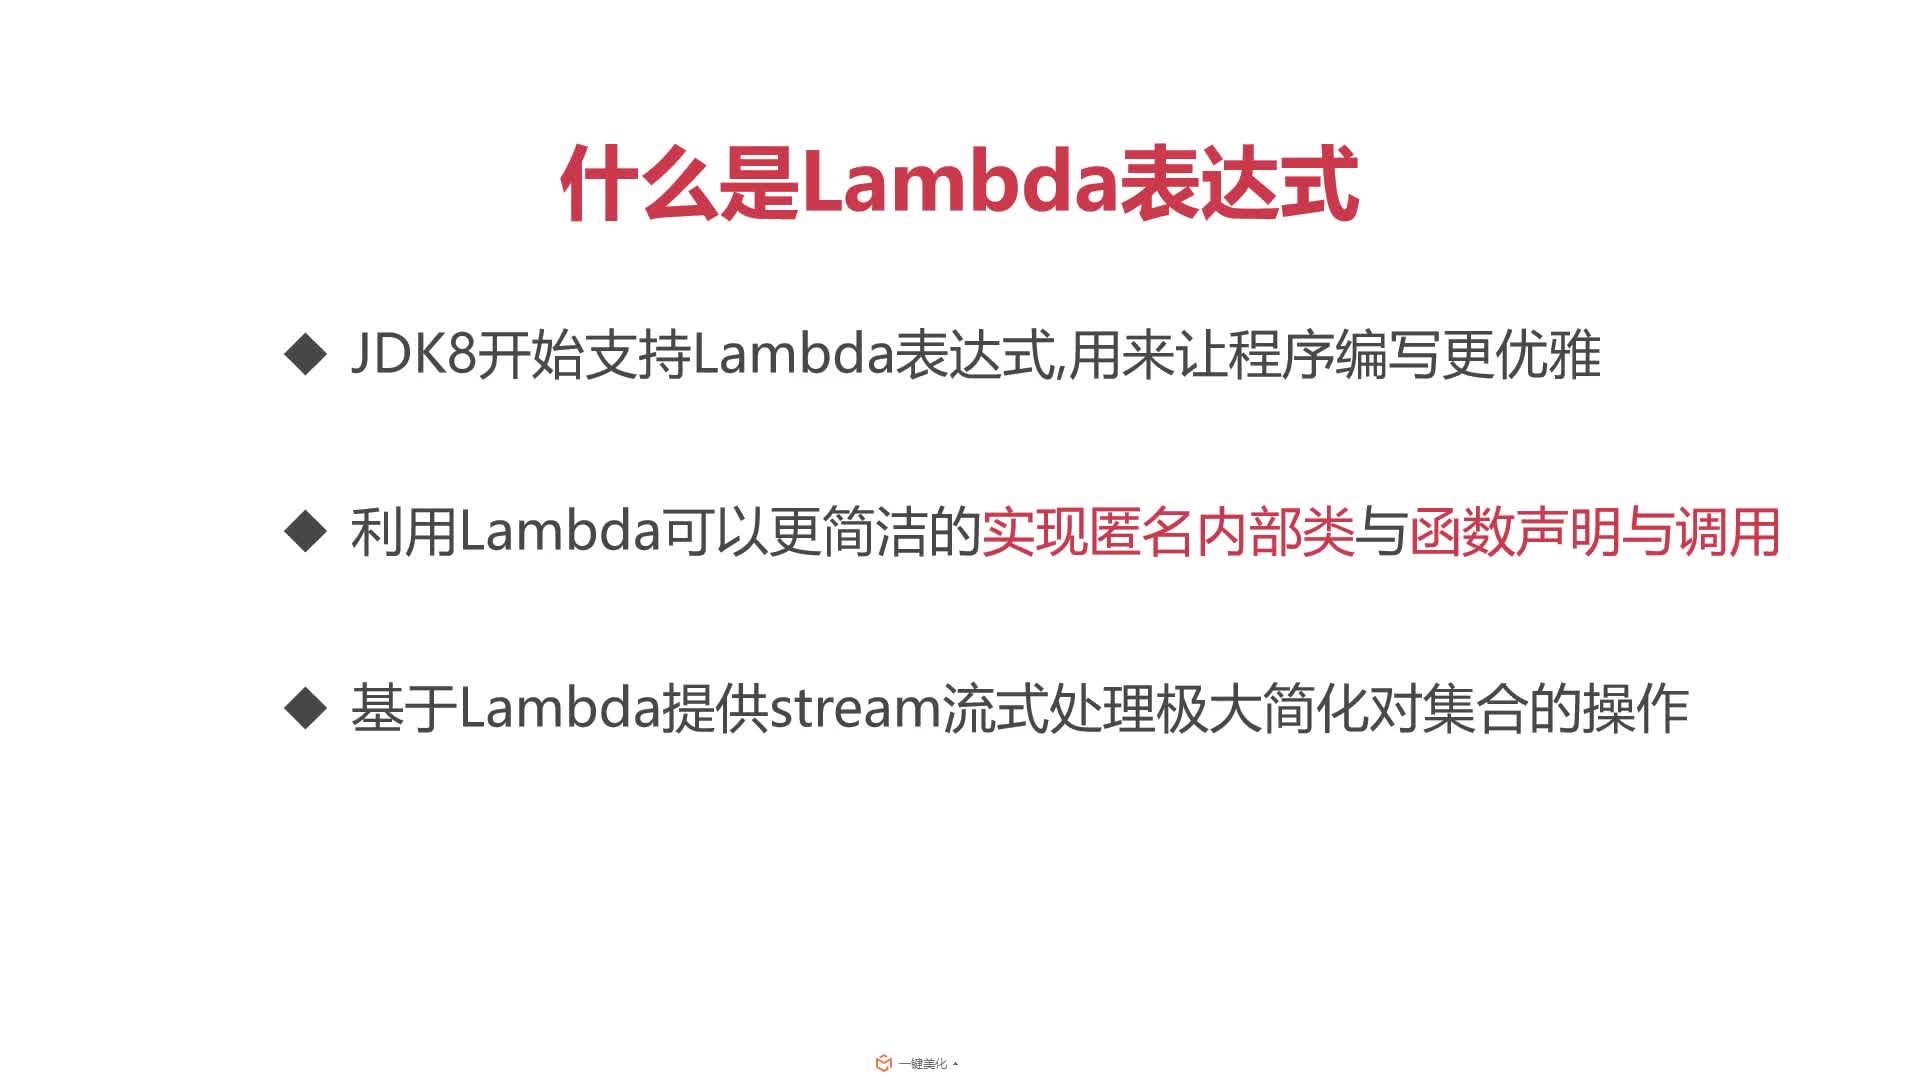 什么是Lambda表达式
◆ JDK8开始支持Lambda表达式,用来让程序编写更优雅
◆ 利用Lambda可以更简洁的实现匿名内部类与函数声明与调用
◆ 基于Lambda提供stream流式处理极大简化对集合的操作
一键美化